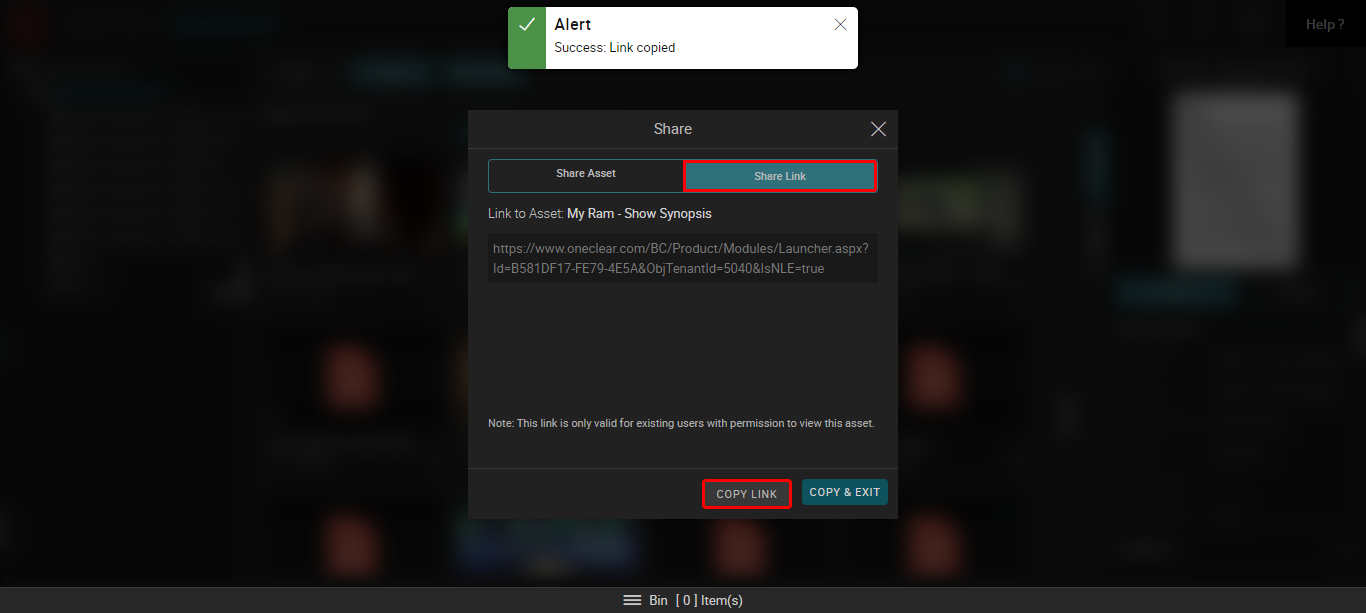 Alert
Success: Link copied
Help ?
Share
Share Asset
Share Link
Link to Asset: My Ram - Show Synopsis
https://www.oneclear.com/BC/Product/Modules/Launcher.aspx?
Id=B581DF17-FE79-4E5A&ObjTenantId=5040&IsNLE=true
Note: This link is only valid for existing users with permission to view this asset.
COPY LINK
COPY & EXIT
Bin [ 0 ] Item(s)